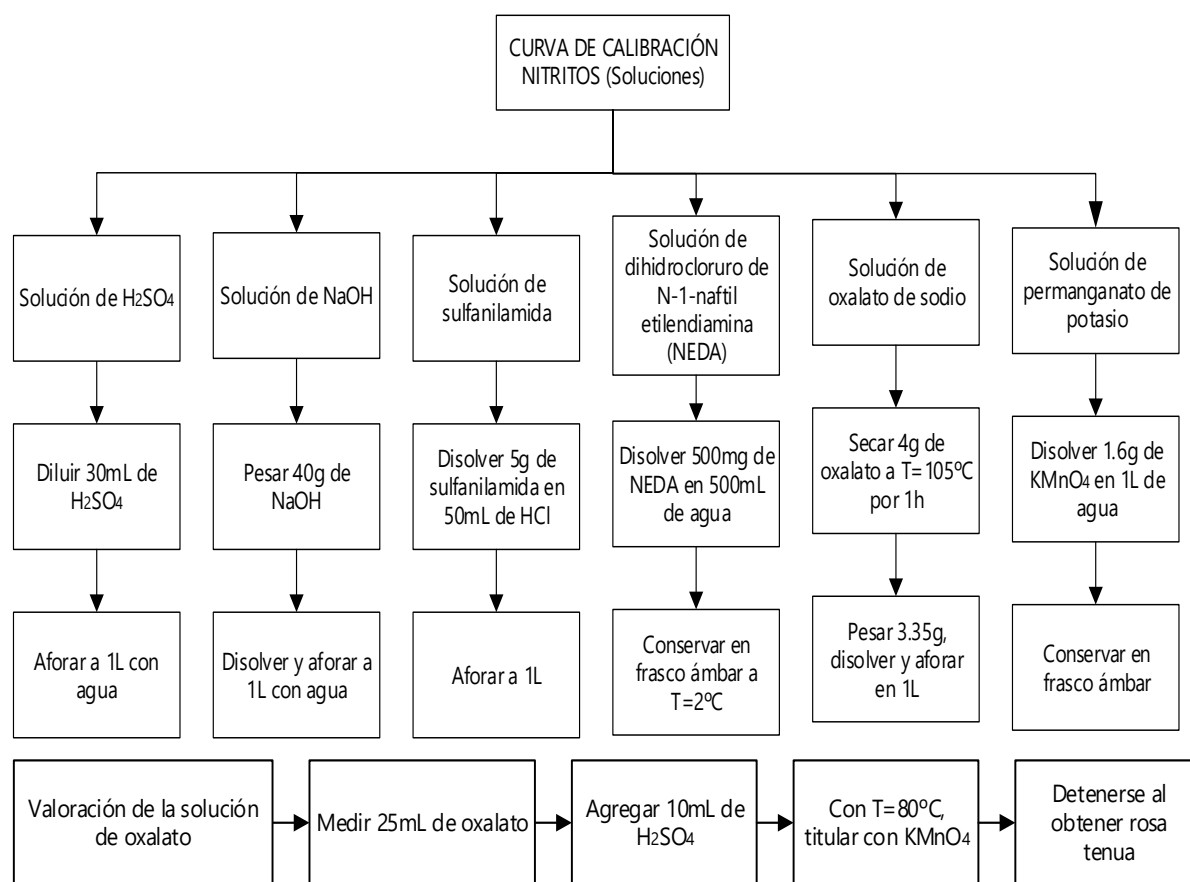 CURVA DE CALIBRACIÓN
NITRITOS (Soluciones)
Solución de H2SO4
Diluir 30mL de
H2SO4
Aforar a 1L con
agua
Solución de NaOH
Pesar 40g de
NaOH
Disolver y aforar a
1L con agua
Solución de
sulfanilamida
Disolver 5g de
sulfanilamida en
50mL de HCl
Aforar a 1L
Solución de
dihidrocloruro de
N-1-naftil
etilendiamina
(NEDA)
Disolver 500mg de
NEDA en 500mL
de agua
Conservar en
frasco ámbar a
T=2ºC
Solución de
oxalato de sodio
Secar 4g de
oxalato a T=105ºC
por 1h
Pesar 3.35g,
disolver y aforar
en 1L
Solución de
permanganato de
potasio
Disolver 1.6g de
KMnO4 en 1L de
agua
Conservar en
frasco ámbar
Valoración de la solución
de oxalato
Medir 25mL de oxalato
Agregar 10mL de
H2SO4
Con T=80ºC,
titular con KMnO4
Detenerse al
obtener rosa
tenua